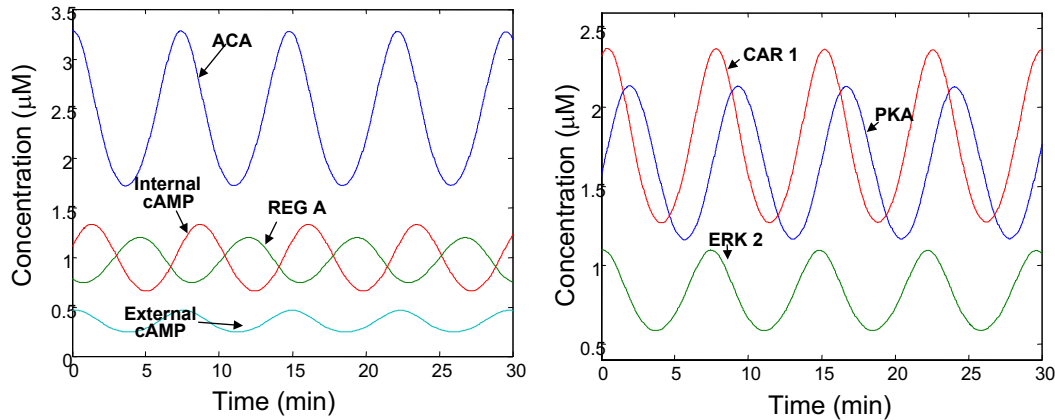 3.5
3
2.5
2
1.5
1
0.5
0
0
5
10
15
20
25
30
Concentration (μM)
Time (min)
ACA
Internal
cAMP
REG A
External
cAMP
2.5
2
1.5
1
0.5
0
5
10
15
20
25
30
Concentration (μM)
Time (min)
CAR 1
PKA
ERK 2